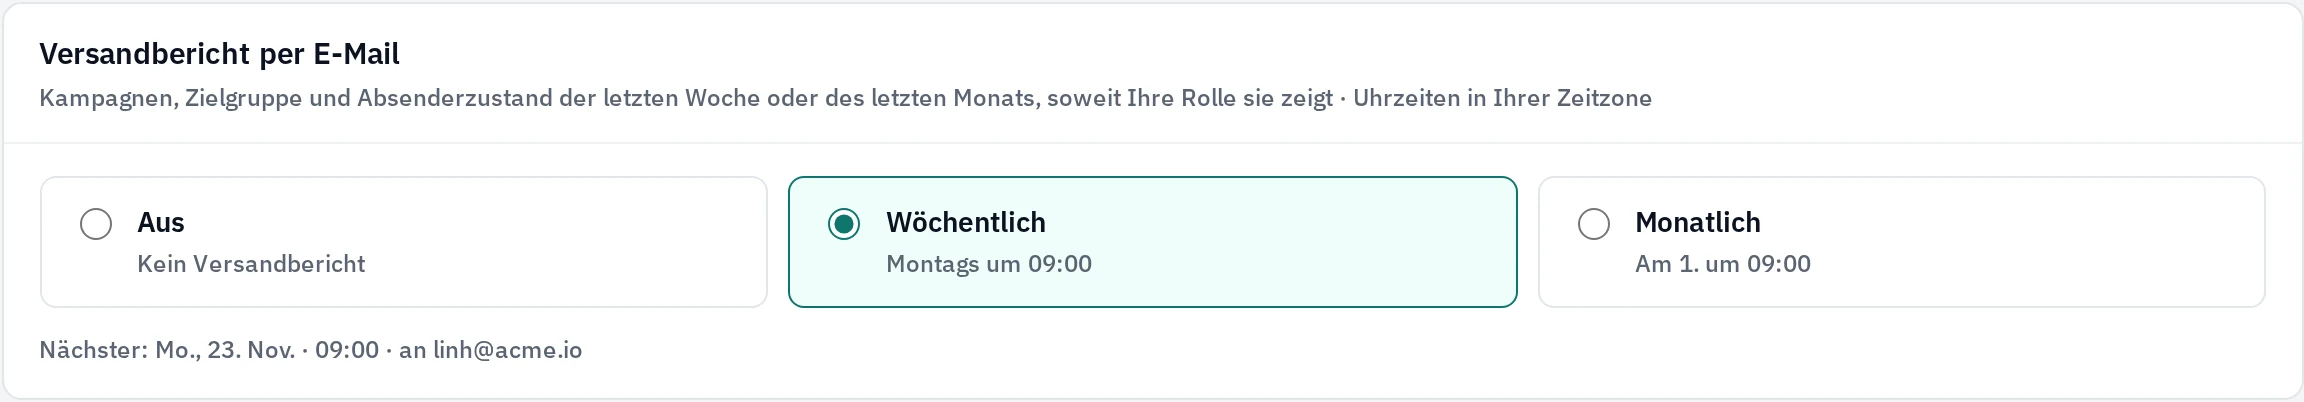 Versandbericht per E-Mail
Kampagnen, Zielgruppe und Absenderzustand der letzten Woche oder des letzten Monats, soweit Ihre Rolle sie zeigt · Uhrzeiten in Ihrer Zeitzone
Aus
Kein Versandbericht
Wöchentlich
Montags um 09:00
Monatlich
Am 1. um 09:00
Nächster: Mo., 23. Nov. · 09:00 · an linh@acme.io